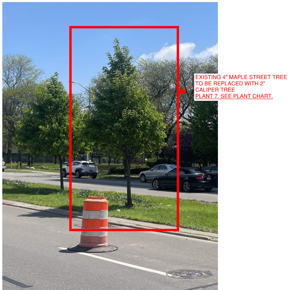 EXISTING 4" MAPLE STREET TREE
TO BE REPLACED WITH 2"
CALIPER TREE
PLANT 7, SEE PLANT CHART.